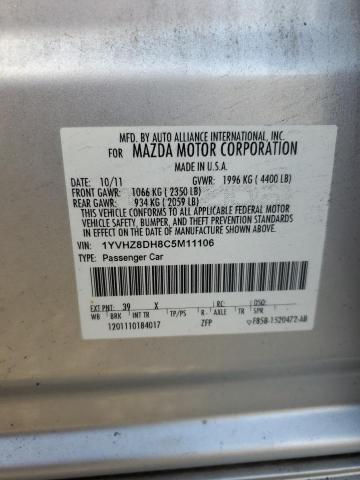 MFD. BY AUTO ALLIANCE INTERNATIONAL, INC.
FOR MAZDA MOTOR CORPORATION
MADE IN U.S.A.
DATE: 10/11 GVWR: 1996 KG ( 4400 LB)
FRONT GAWR: 1066 KG ( 2350 LB)
REAR GAWR: 934 KG ( 2059 LB)
THIS VEHICLE CONFORMS TO ALL APPLICABLE FEDERAL MOTOR
VEHICLE SAFETY, BUMPER, AND THEFT PREVENTION STANDARDS
IN EFFECT ON THE DATE OF MANUFACTURE SHOWN ABOVE.
VIN: 1YVHZ8DH8C5M11106
TYPE: Passenger Car
EXT PNT: 39 X RC: DSO:
WB BRK INT TR TP/PS R- AXLE TR SPR
1201110184017 ZFP F85B-1520472-AB